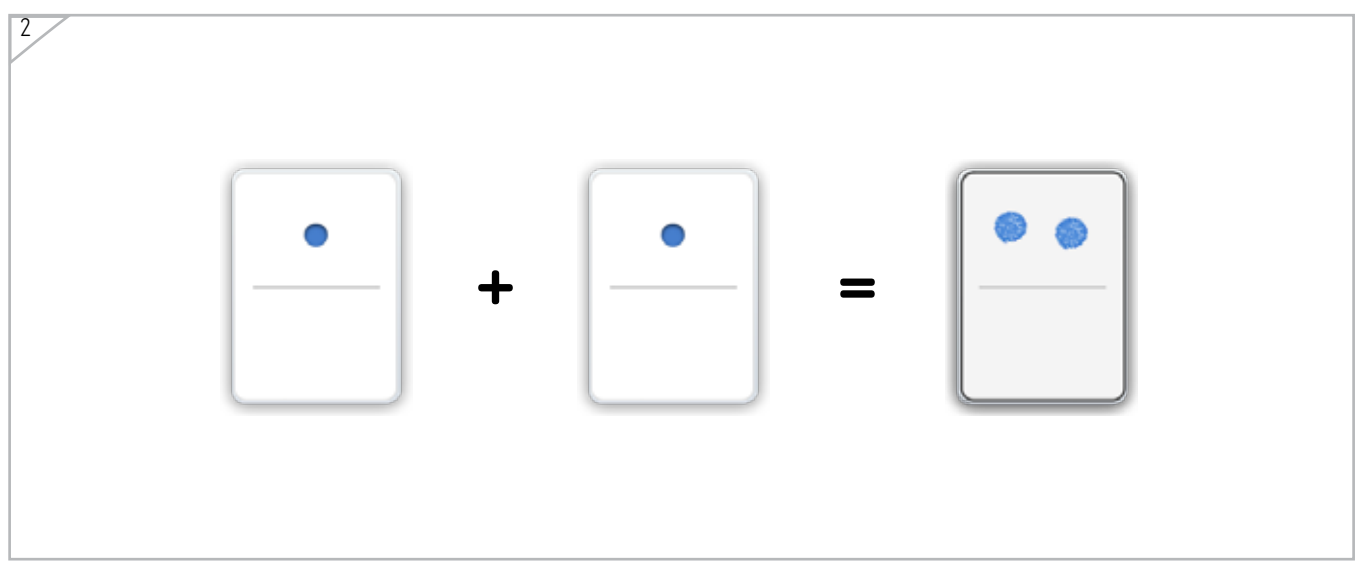 2
+ =